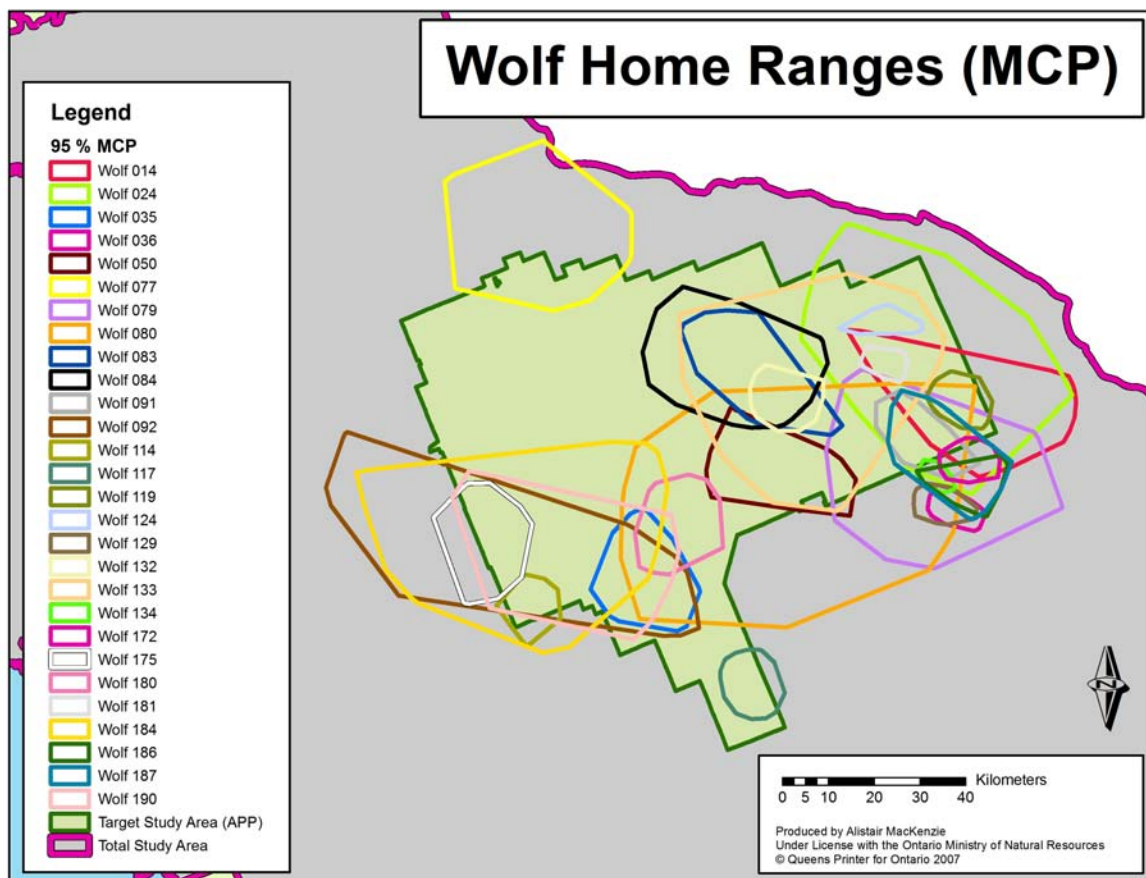 Wolf Home Ranges (MCP)
Legend
95 % MCP
Wolf 014
Wolf 024
Wolf 035
Wolf 036
Wolf 050
Wolf 077
Wolf 079
Wolf 080
Wolf 083
Wolf 084
Wolf 091
Wolf 092
Wolf 114
Wolf 117
Wolf 119
Wolf 124
Wolf 129
Wolf 132
Wolf 133
Wolf 134
Wolf 172
Wolf 175
Wolf 180
Wolf 181
Wolf 184
Wolf 186
Wolf 187
Wolf 190
Target Study Area (APP)
Total Study Area
N
Kilometers
0 5 10 20 30 40
Produced by Alistair MacKenzie
Under License with the Ontario Ministry of Natural Resources
© Queens Printer for Ontario 2007